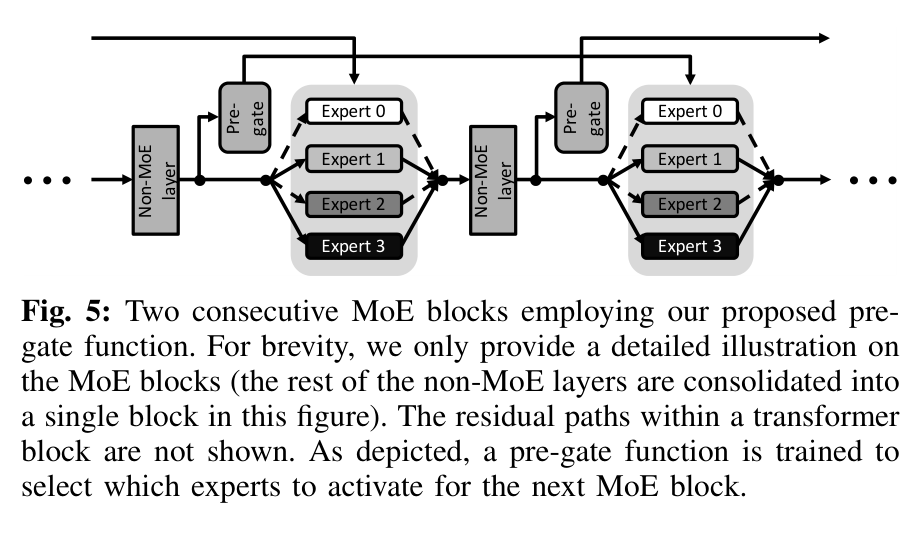 Pre-
gate
Expert 0
Expert 1
Expert 2
Expert 3
Non-MoE
layer
Pre-
gate
Expert 0
Expert 1
Expert 2
Expert 3
Non-MoE
layer
Fig. 5: Two consecutive MoE blocks employing our proposed pre-
gate function. For brevity, we only provide a detailed illustration on
the MoE blocks (the rest of the non-MoE layers are consolidated into
a single block in this figure). The residual paths within a transformer
block are not shown. As depicted, a pre-gate function is trained to
select which experts to activate for the next MoE block.